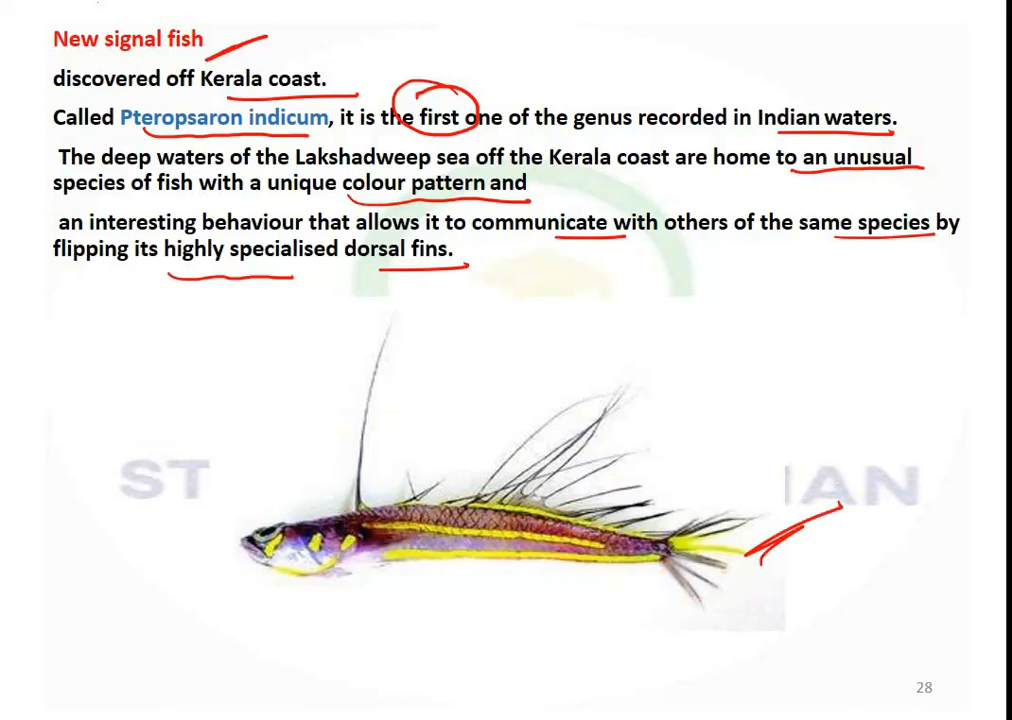 New signal fish
discovered off Kerala coast.
Called Pteropsaron indicum, it is the first one of the genus recorded in Indian waters.
The deep waters of the Lakshadweep sea off the Kerala coast are home to an unusual
species of fish with a unique colour pattern and
an interesting behaviour that allows it to communicate with others of the same species by
flipping its highly specialised dorsal fins.
ST IAN
28